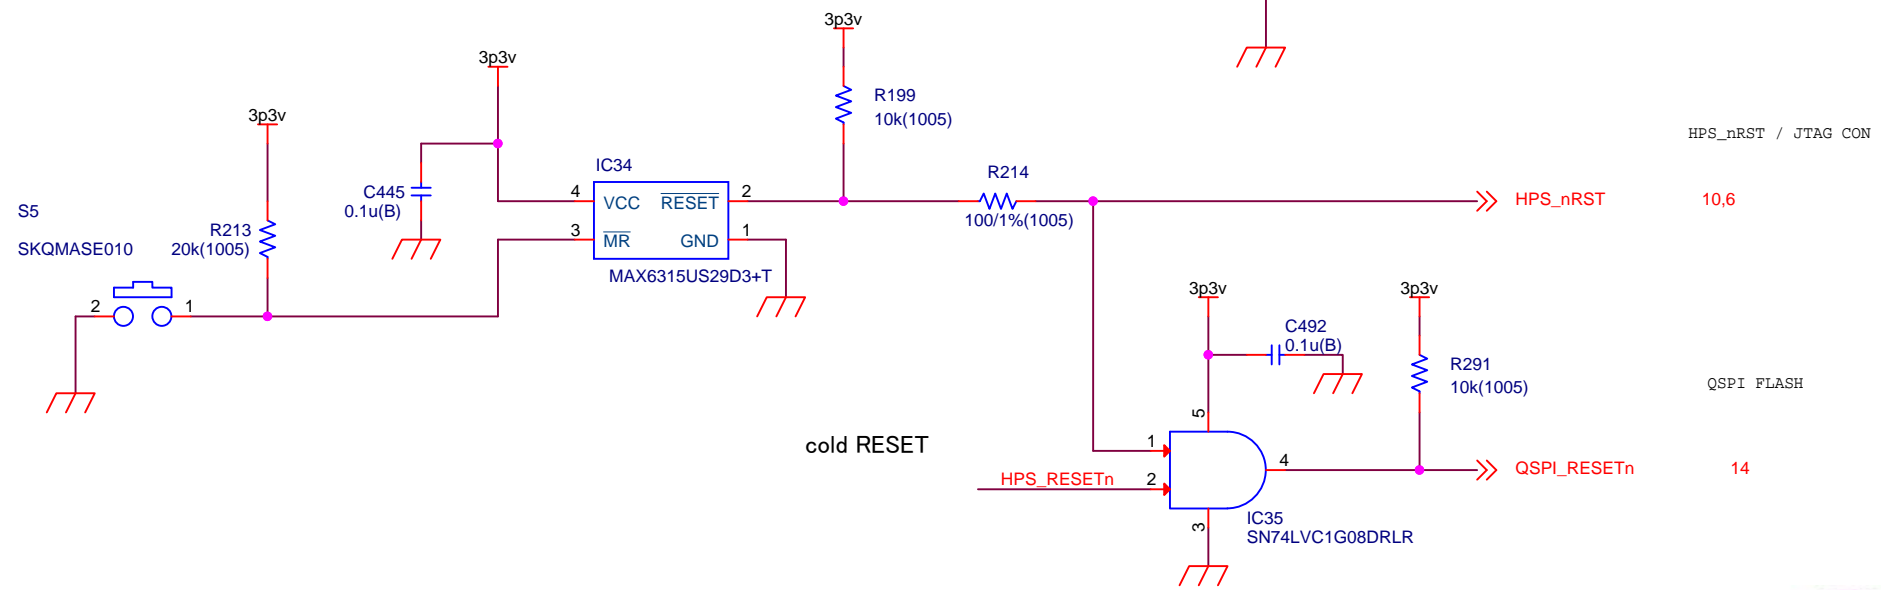 3p3v
3p3v
3p3v
R199
10k(1005)
HPS_nRST / JTAG CON
IC34
R214
C445
0.1u(B)
4
VCC
RESET
2
100/1%(1005)
HPS_nRST
10,6
S5
R213
20k(1005)
3
MR
GND
1
SKQMASE010
MAX6315US29D3+T
2
1
3p3v
3p3v
C492
0.1u(B)
R291
10k(1005)
QSPI FLASH
5
cold RESET
1
4
QSPI_RESETn
14
HPS_RESETn
2
3
IC35
SN74LVC1G08DRLR